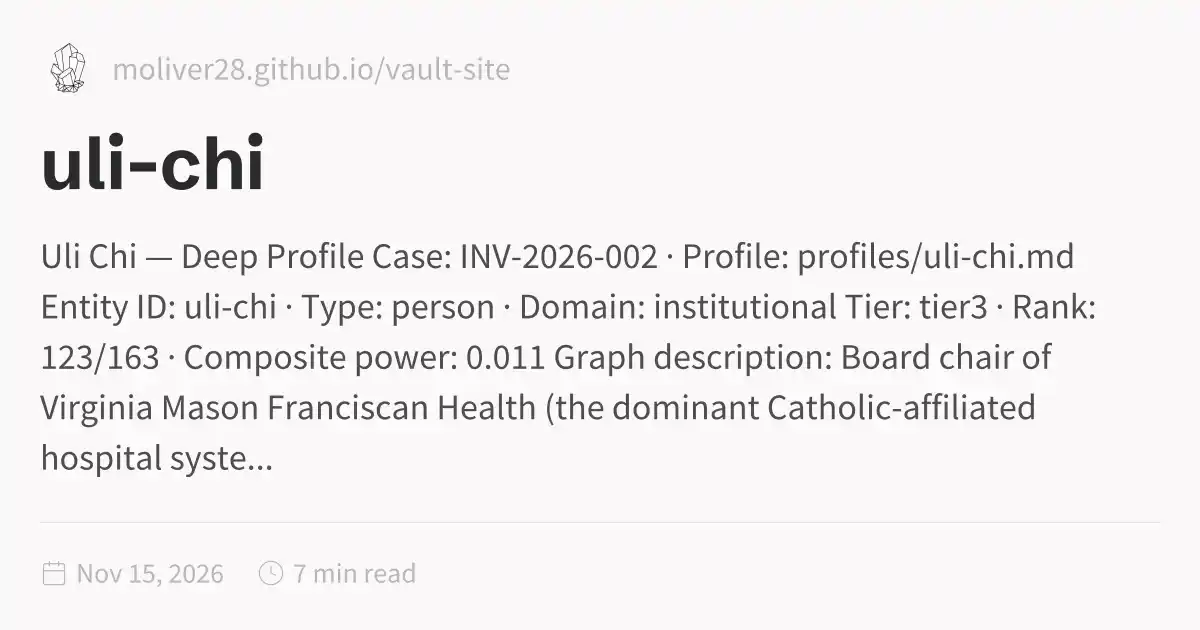 moliver28.github.io/vault-site
uli-chi
Uli Chi — Deep Profile Case: INV-2026-002 · Profile: profiles/uli-chi.md
Entity ID: uli-chi · Type: person · Domain: institutional Tier: tier3 · Rank:
123/163 · Composite power: 0.011 Graph description: Board chair of
Virginia Mason Franciscan Health (the dominant Catholic-affiliated
hospital syste...
Nov 15, 2026 7 min read